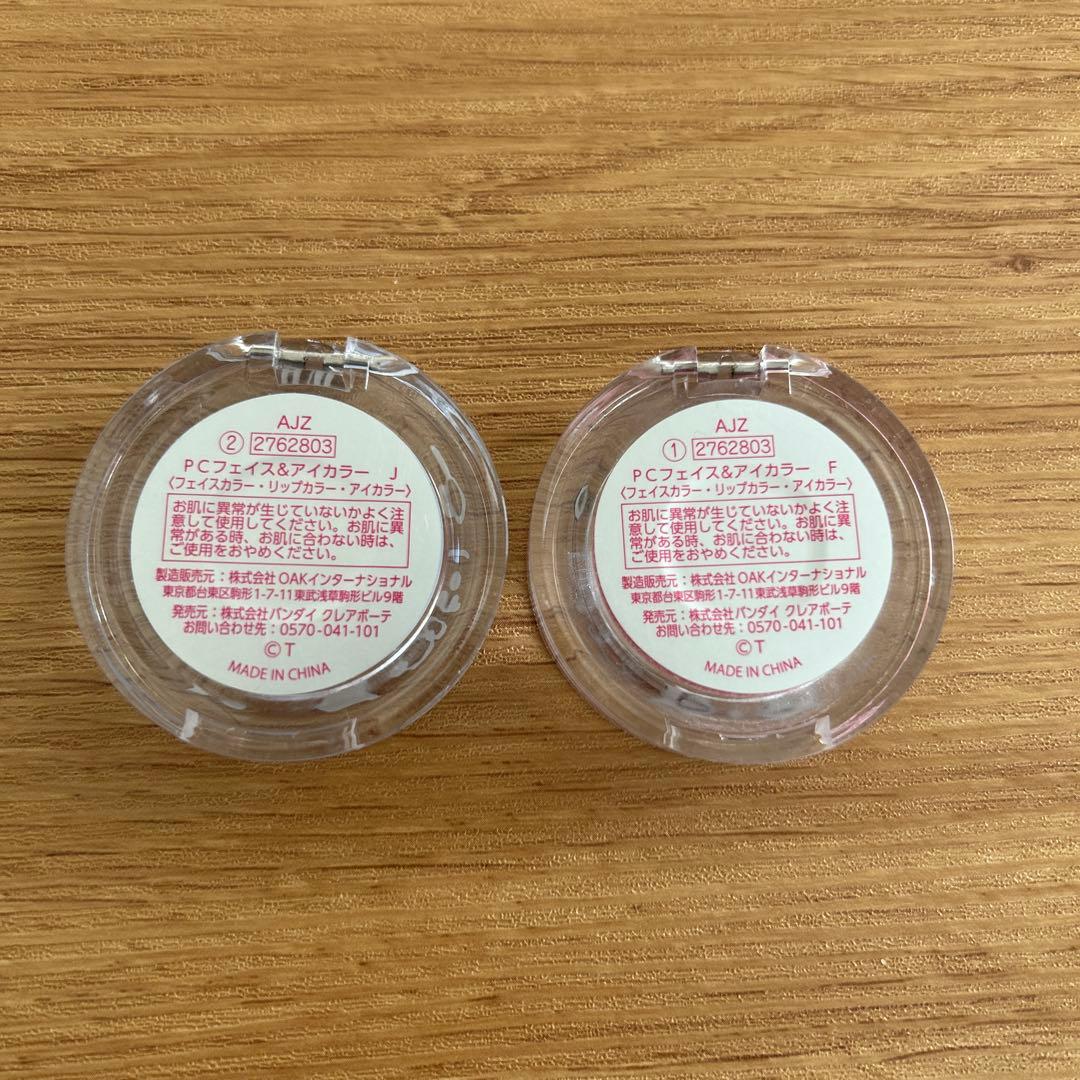 AJZ
② 2762803
PCフェイス&アイカラー J
〈フェイスカラー・リップカラー・アイカラー〉
お肌に異常が生じていないかよく注
意して使用してください。お肌に異
常がある時、お肌に合わない時は、
ご使用をおやめください。
製造販売元：株式会社 OAKインターナショナル
東京都台東区駒形1-7-11東武浅草駒形ビル9階
発売元：株式会社バンダイ クレアボーテ
お問い合わせ先：0570-041-101
©T
MADE IN CHINA
AJZ
① 2762803
PCフェイス&アイカラー F
〈フェイスカラー・リップカラー・アイカラー〉
お肌に異常が生じていないかよく注
意して使用してください。お肌に異
常がある時、お肌に合わない時は、
ご使用をおやめください。
製造販売元：株式会社 OAKインターナショナル
東京都台東区駒形1-7-11東武浅草駒形ビル9階
発売元：株式会社バンダイ クレアボーテ
お問い合わせ先：0570-041-101
©T
MADE IN CHINA